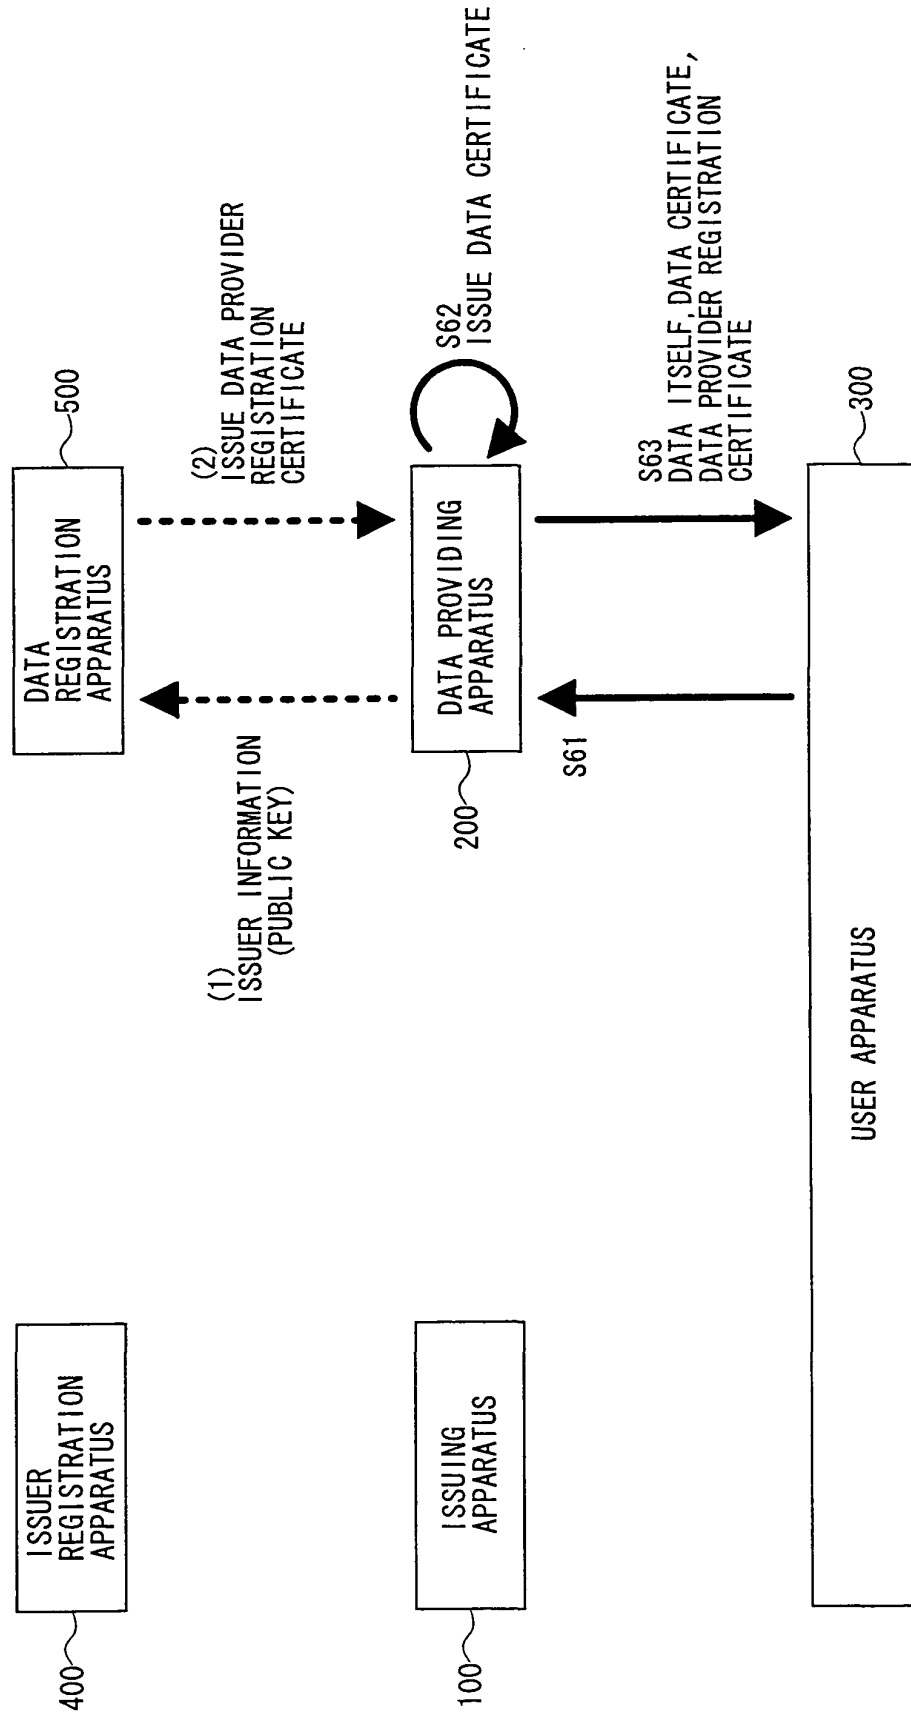 400
ISSUER
REGISTRATION
APPARATUS
DATA
REGISTRATION
APPARATUS
500
(1)
ISSUER INFORMATION
(PUBLIC KEY)
(2)
ISSUE DATA PROVIDER
REGISTRATION
CERTIFICATE
100
ISSUING
APPARATUS
200
DATA PROVIDING
APPARATUS
S62
ISSUE DATA CERTIFICATE
S61
S63
DATA ITSELF,DATA CERTIFICATE,
DATA PROVIDER REGISTRATION
CERTIFICATE
300
USER APPARATUS